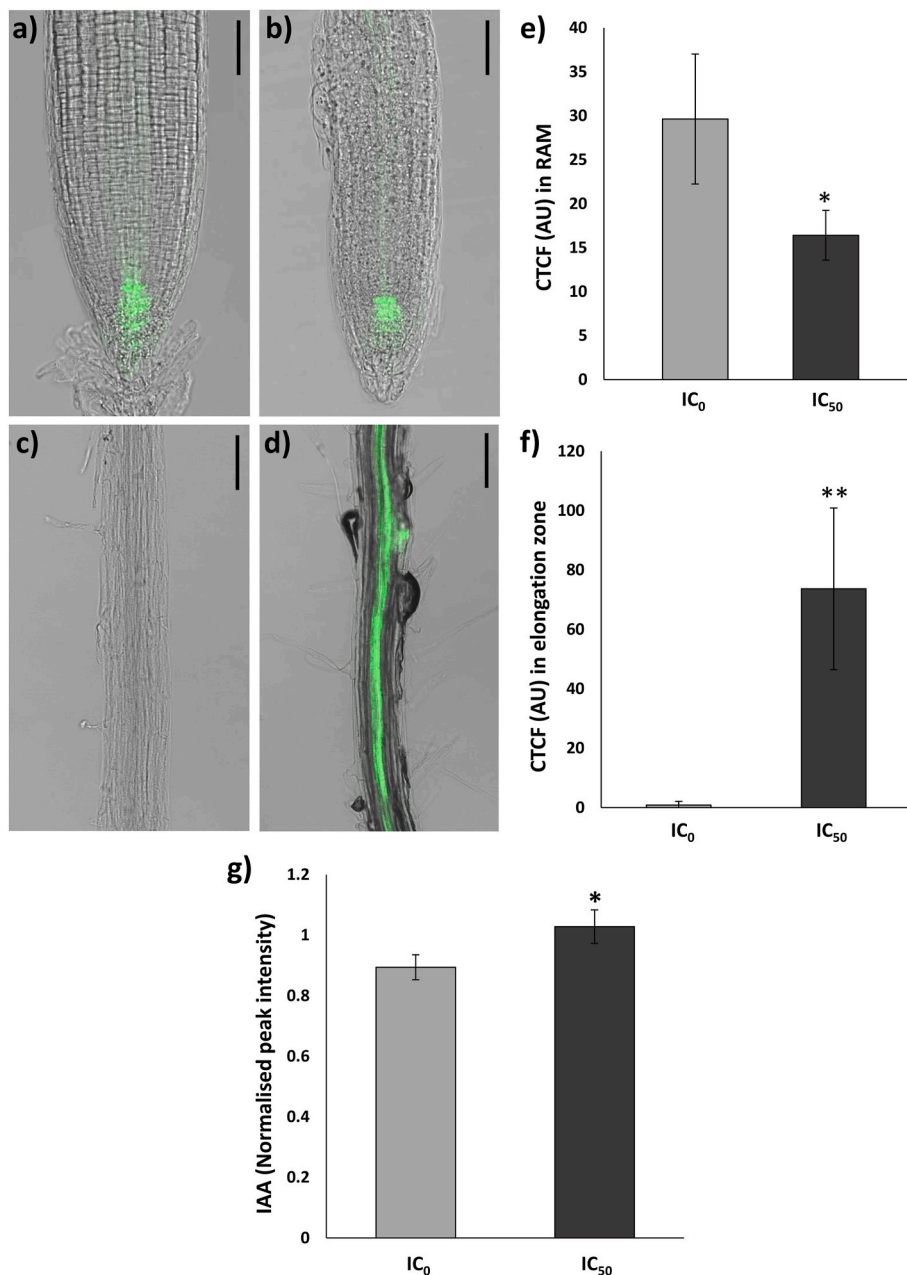 a)
b)
c)
d)
e)
CTCF (AU) in RAM
40
35
30
25
20
15
10
5
0
*
IC₀
IC₅₀
f)
CTCF (AU) in elongation zone
120
100
80
60
40
20
0
**
IC₀
IC₅₀
g)
IAA (Normalised peak intensity)
1.2
1
0.8
0.6
0.4
0.2
0
*
IC₀
IC₅₀